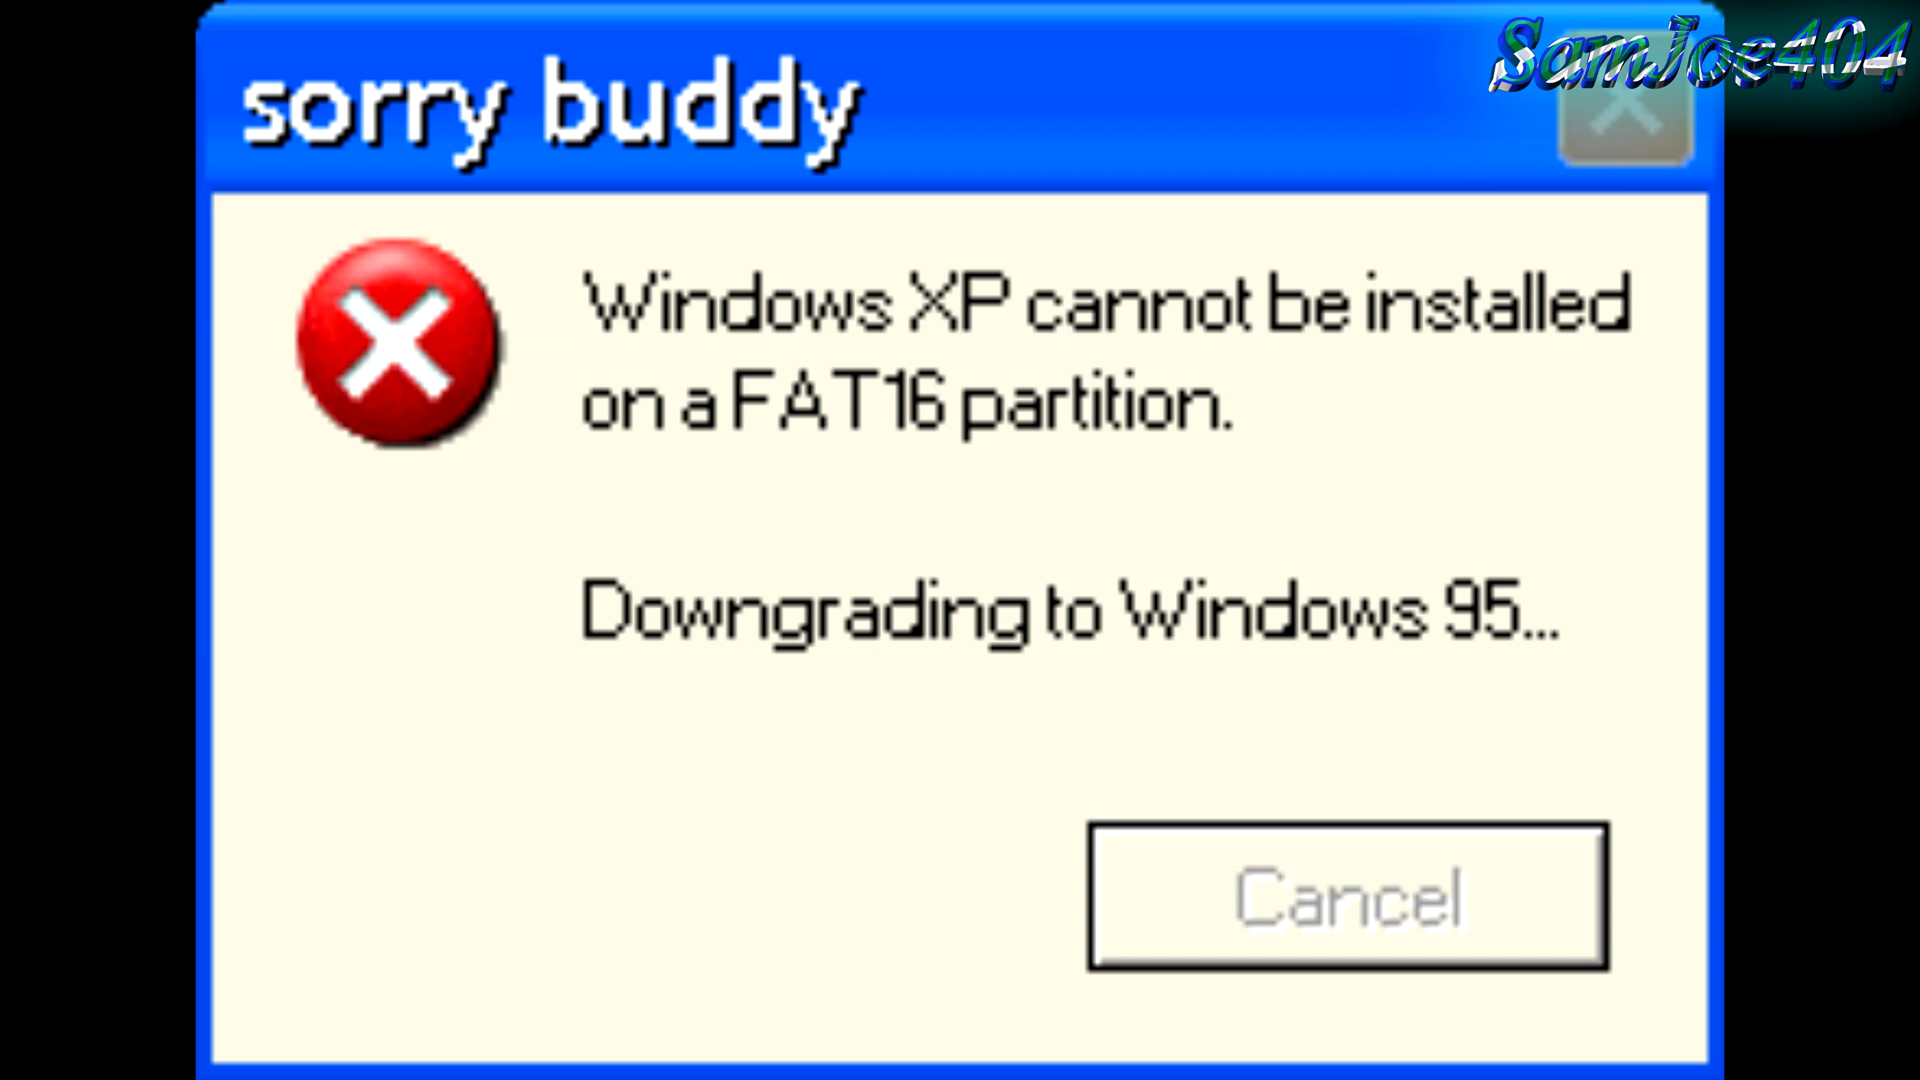 SamJoe404
sorry buddy
Windows XP cannot be installed
on a FAT16 partition.
Downgrading to Windows 95...
Cancel